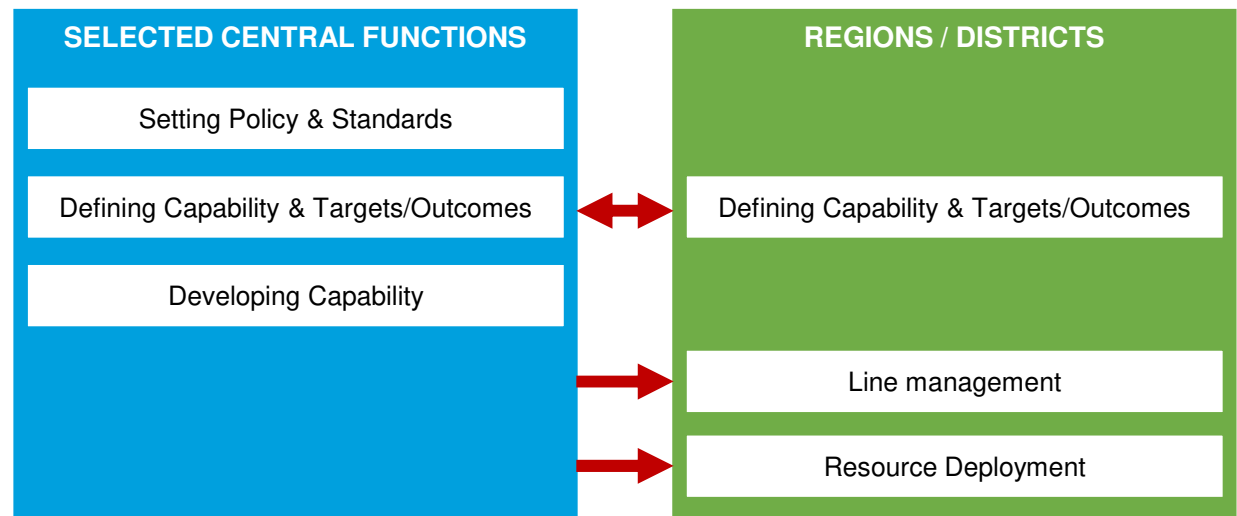 SELECTED CENTRAL FUNCTIONS
Setting Policy & Standards
Defining Capability & Targets/Outcomes
Developing Capability
REGIONS / DISTRICTS
Defining Capability & Targets/Outcomes
Line management
Resource Deployment